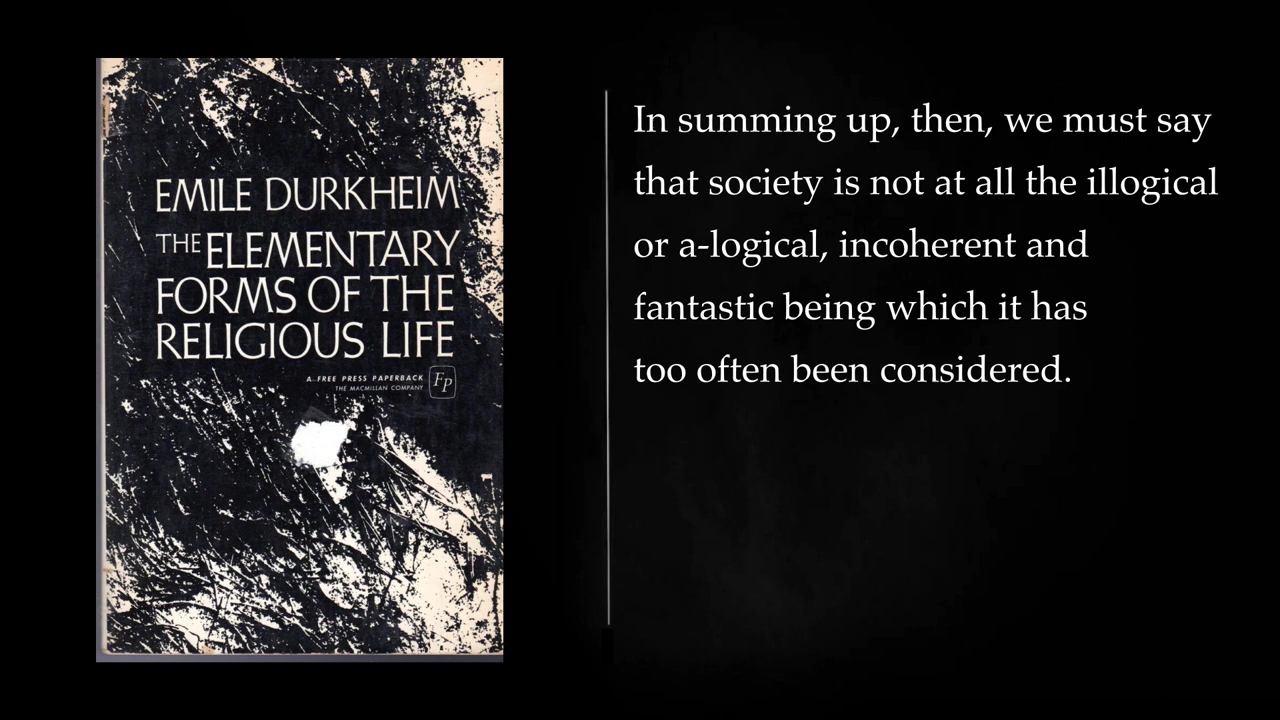 EMILE DURKHEIM
THE ELEMENTARY
FORMS OF THE
RELIGIOUS LIFE
A FREE PRESS PAPERBACK
THE MACMILLAN COMPANY
FP
In summing up, then, we must say
that society is not at all the illogical
or a-logical, incoherent and
fantastic being which it has
too often been considered.